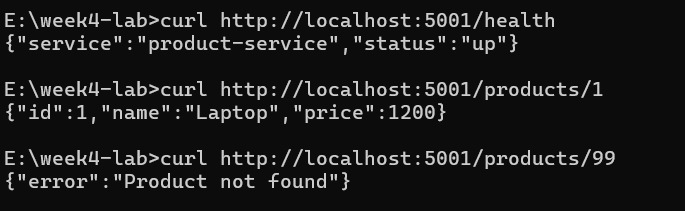 E:\week4-lab>curl http://localhost:5001/health
{"service":"product-service","status":"up"}
E:\week4-lab>curl http://localhost:5001/products/1
{"id":1,"name":"Laptop","price":1200}
E:\week4-lab>curl http://localhost:5001/products/99
{"error":"Product not found"}